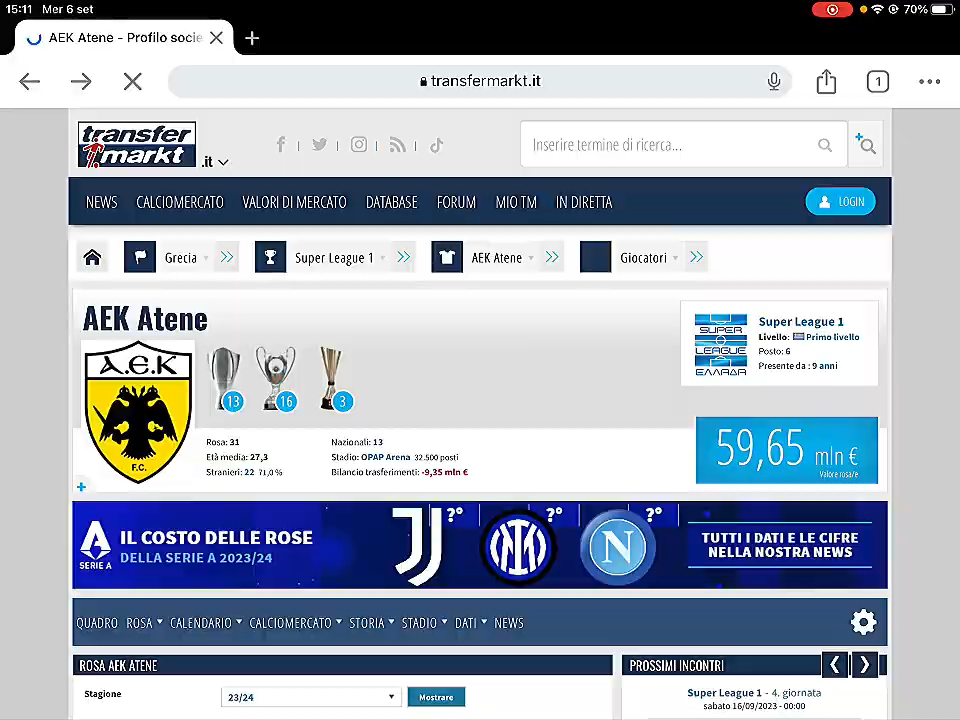 15:11 Mer 6 set 70%
AEK Atene - Profilo socie
transfermarkt.it 1
transfer
markt .it
Inserire termine di ricerca...
NEWS CALCIOMERCATO VALORI DI MERCATO DATABASE FORUM MIO TM IN DIRETTA LOGIN
Grecia Super League 1 AEK Atene Giocatori
AEK Atene
Super League 1
SUPER
LEAGUE
ΕΛΛΑΔΑ
Livello: Primo livello
Posto: 6
Presente da : 9 anni
A.E.K
F.C.
13 16 3
59,65 mln €
Valore rosa/e
Rosa: 31 Nazionali: 13
Età media: 27,3 Stadio: OPAP Arena 32.500 posti
Stranieri: 22 71,0 % Bilancio trasferimenti: -9,35 mln €
SERIE A
IL COSTO DELLE ROSE
DELLA SERIE A 2023/24
?° ?° ?°
N
TUTTI I DATI E LE CIFRE
NELLA NOSTRA NEWS
QUADRO ROSA CALENDARIO CALCIOMERCATO STORIA STADIO DATI NEWS
ROSA AEK ATENE PROSSIMI INCONTRI
Stagione 23/24 Mostrare
Super League 1 - 4. giornata
sabato 16/09/2023 - 00:00